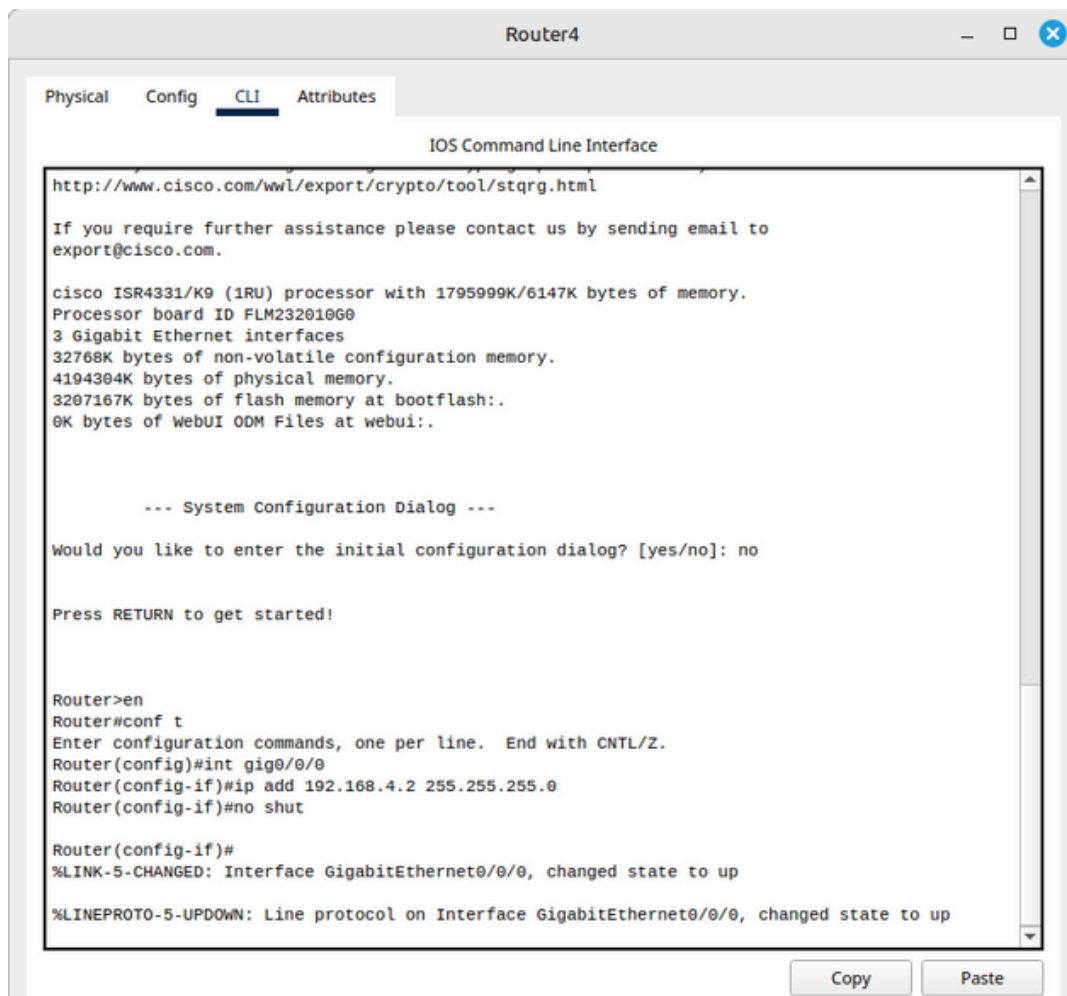 Router4
Physical Config CLI Attributes
IOS Command Line Interface
http://www.cisco.com/wwl/export/crypto/tool/stqrg.html
If you require further assistance please contact us by sending email to
export@cisco.com.
cisco ISR4331/K9 (1RU) processor with 1795999K/6147K bytes of memory.
Processor board ID FLM232010G0
3 Gigabit Ethernet interfaces
32768K bytes of non-volatile configuration memory.
4194304K bytes of physical memory.
3207167K bytes of flash memory at bootflash:.
0K bytes of WebUI ODM Files at webui:.
--- System Configuration Dialog ---
Would you like to enter the initial configuration dialog? [yes/no]: no
Press RETURN to get started!
Router>en
Router#conf t
Enter configuration commands, one per line.  End with CNTL/Z.
Router(config)#int gig0/0/0
Router(config-if)#ip add 192.168.4.2 255.255.255.0
Router(config-if)#no shut
Router(config-if)#
%LINK-5-CHANGED: Interface GigabitEthernet0/0/0, changed state to up
%LINEPROTO-5-UPDOWN: Line protocol on Interface GigabitEthernet0/0/0, changed state to up
Copy Paste